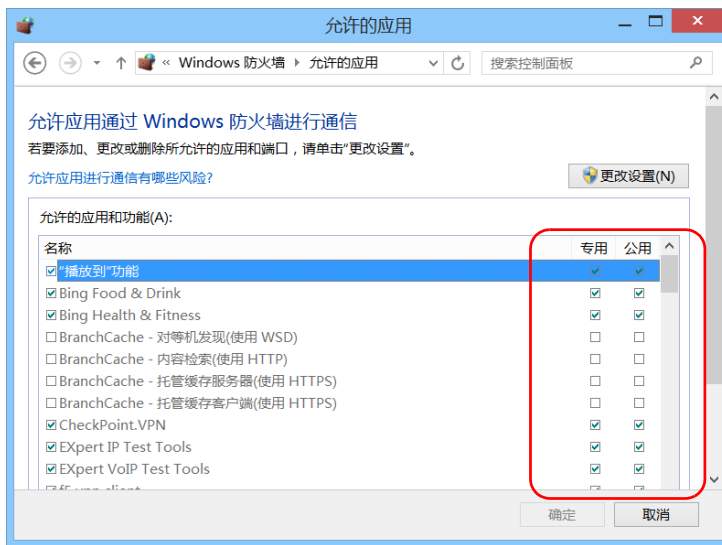 允许的应用
« Windows 防火墙 ▸ 允许的应用
搜索控制面板
允许应用通过 Windows 防火墙进行通信
若要添加、更改或删除所允许的应用和端口，请单击"更改设置"。
允许应用进行通信有哪些风险?
更改设置(N)
允许的应用和功能(A):
名称 专用 公用
"播放到"功能
Bing Food & Drink
Bing Health & Fitness
BranchCache - 对等机发现(使用 WSD)
BranchCache - 内容检索(使用 HTTP)
BranchCache - 托管缓存服务器(使用 HTTPS)
BranchCache - 托管缓存客户端(使用 HTTPS)
CheckPoint.VPN
EXpert IP Test Tools
EXpert VoIP Test Tools
确定 取消